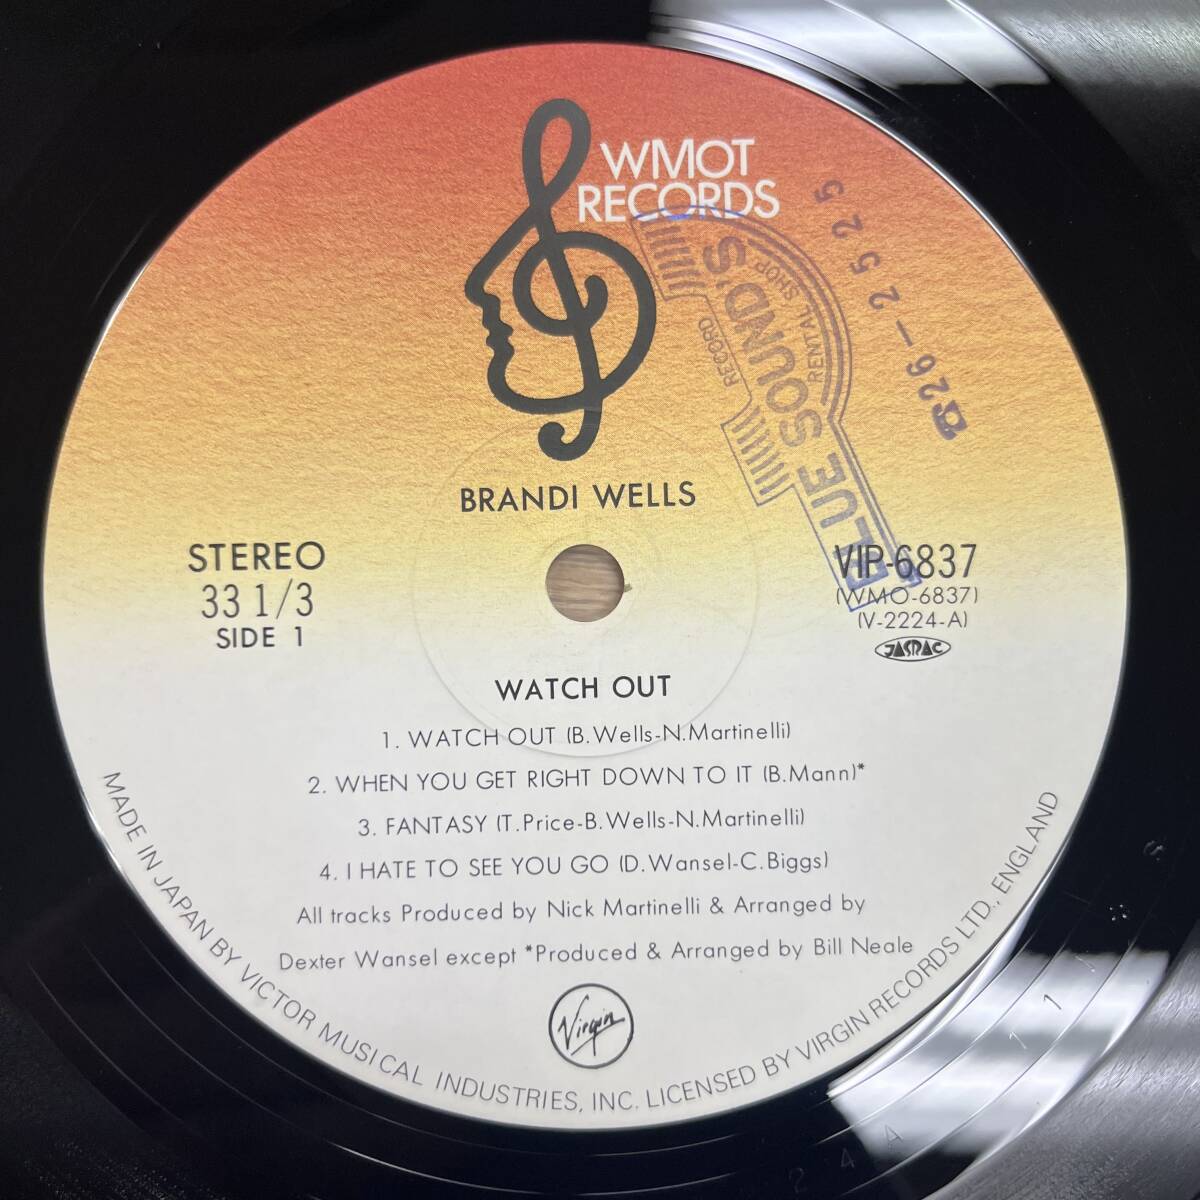 WMOT
RECORDS
BLUE SOUND'S
RECORD
RENTAL SHOP
☎26-2525
BRANDI WELLS
STEREO
33 1/3
SIDE 1
VIP-6837
(WMO-6837)
(V-2224-A)
JASRAC
WATCH OUT
1. WATCH OUT (B.Wells-N.Martinelli)
2. WHEN YOU GET RIGHT DOWN TO IT (B.Mann)*
3. FANTASY (T.Price-B.Wells-N.Martinelli)
4. I HATE TO SEE YOU GO (D.Wansel-C.Biggs)
All tracks Produced by Nick Martinelli & Arranged by
Dexter Wansel except *Produced & Arranged by Bill Neale
Virgin
MADE IN JAPAN BY VICTOR MUSICAL INDUSTRIES, INC. LICENSED BY VIRGIN RECORDS LTD., ENGLAND